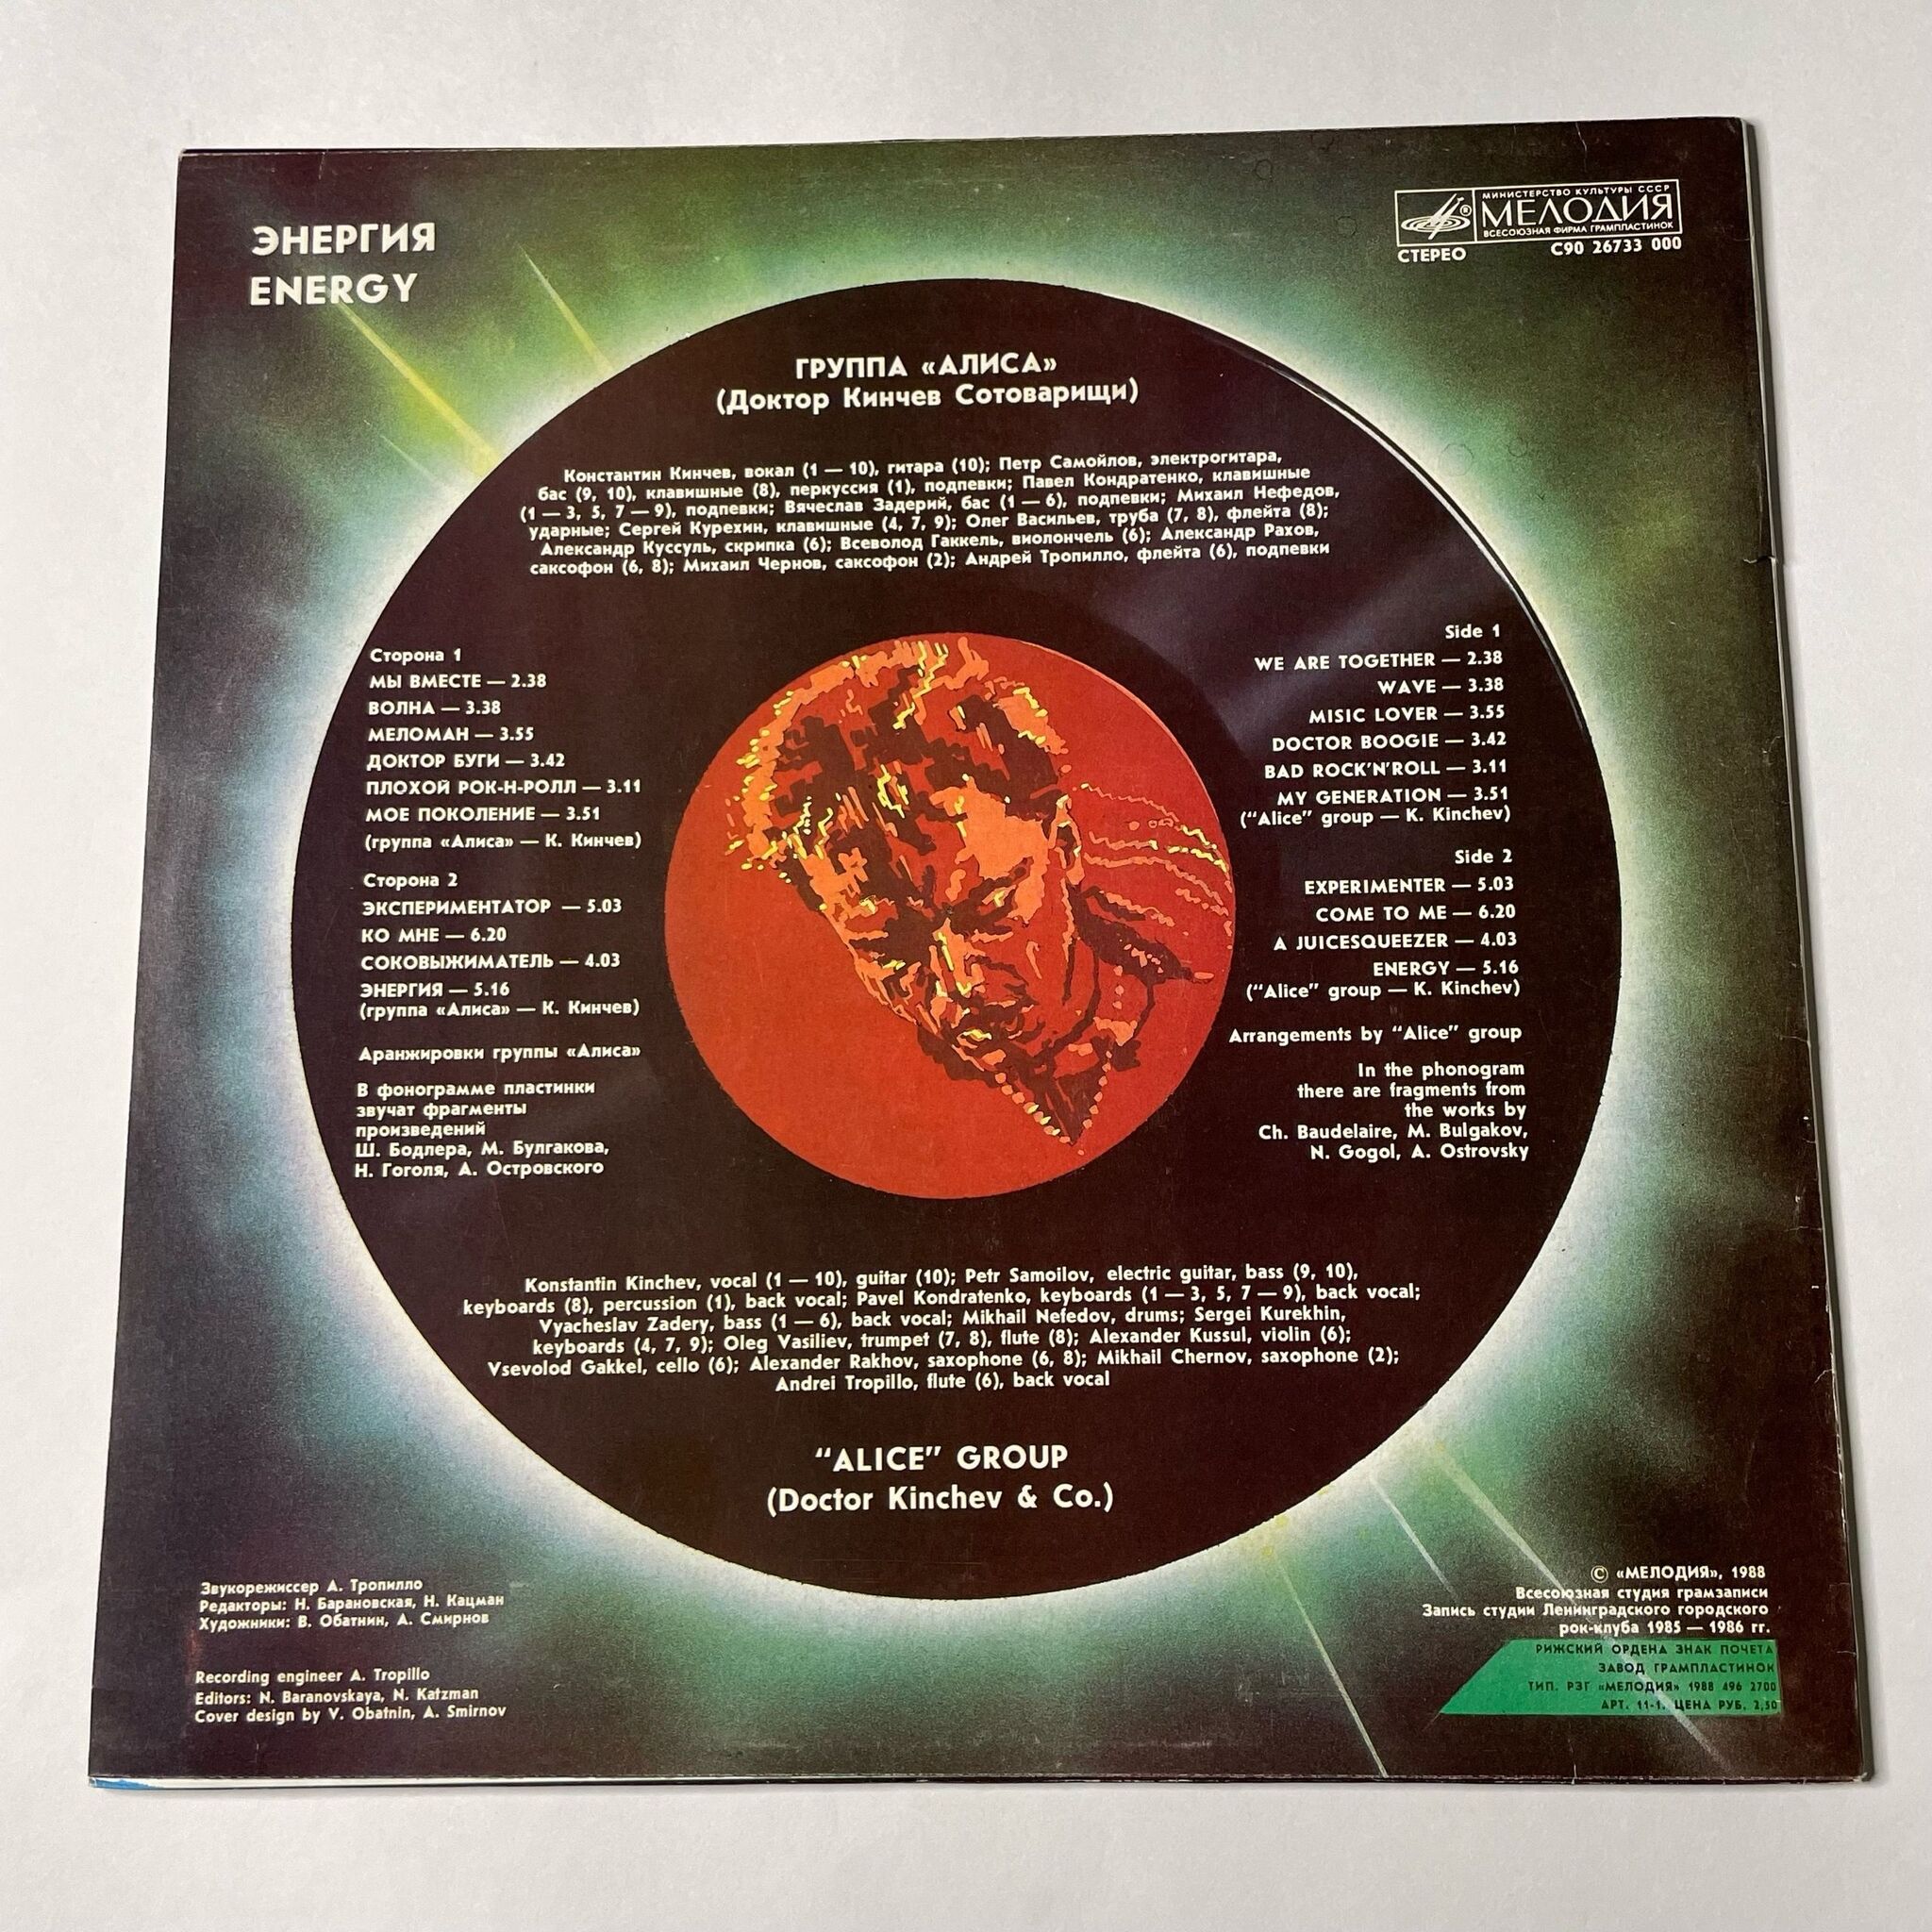 ЭНЕРГИЯ
ENERGY
МИНИСТЕРСТВО КУЛЬТУРЫ СССР
МЕЛОДИЯ
ВСЕСОЮЗНАЯ ФИРМА ГРАМПЛАСТИНОК
СТЕРЕО С90 26733 000
ГРУППА «АЛИСА»
(Доктор Кинчев Сотоварищи)
Константин Кинчев, вокал (1 — 10), гитара (10); Петр Самойлов, электрогитара,
бас (9, 10), клавишные (8), перкуссия (1), подпевки; Павел Кондратенко, клавишные
(1 — 3, 5, 7 — 9), подпевки; Вячеслав Задерий, бас (1 — 6), подпевки; Михаил Нефедов,
ударные; Сергей Курехин, клавишные (4, 7, 9); Олег Васильев, труба (7, 8), флейта (8);
Александр Куссуль, скрипка (6); Всеволод Гаккель, виолончель (6); Александр Рахов,
саксофон (6, 8); Михаил Чернов, саксофон (2); Андрей Тропилло, флейта (6), подпевки
Сторона 1
МЫ ВМЕСТЕ — 2.38
ВОЛНА — 3.38
МЕЛОМАН — 3.55
ДОКТОР БУГИ — 3.42
ПЛОХОЙ РОК-Н-РОЛЛ — 3.11
МОЕ ПОКОЛЕНИЕ — 3.51
(группа «Алиса» — К. Кинчев)
Сторона 2
ЭКСПЕРИМЕНТАТОР — 5.03
КО МНЕ — 6.20
СОКОВЫЖИМАТЕЛЬ — 4.03
ЭНЕРГИЯ — 5.16
(группа «Алиса» — К. Кинчев)
Аранжировки группы «Алиса»
В фонограмме пластинки
звучат фрагменты
произведений
Ш. Бодлера, М. Булгакова,
Н. Гоголя, А. Островского
Side 1
WE ARE TOGETHER — 2.38
WAVE — 3.38
MISIC LOVER — 3.55
DOCTOR BOOGIE — 3.42
BAD ROCK'N'ROLL — 3.11
MY GENERATION — 3.51
("Alice" group — K. Kinchev)
Side 2
EXPERIMENTER — 5.03
COME TO ME — 6.20
A JUICESQUEEZER — 4.03
ENERGY — 5.16
("Alice" group — K. Kinchev)
Arrangements by "Alice" group
In the phonogram
there are fragments from
the works by
Ch. Baudelaire, M. Bulgakov,
N. Gogol, A. Ostrovsky
Konstantin Kinchev, vocal (1 — 10), guitar (10); Petr Samoilov, electric guitar, bass (9, 10),
keyboards (8), percussion (1), back vocal; Pavel Kondratenko, keyboards (1 — 3, 5, 7 — 9), back vocal;
Vyacheslav Zadery, bass (1 — 6), back vocal; Mikhail Nefedov, drums; Sergei Kurekhin,
keyboards (4, 7, 9); Oleg Vasiliev, trumpet (7, 8), flute (8); Alexander Kussul, violin (6);
Vsevolod Gakkel, cello (6); Alexander Rakhov, saxophone (6, 8); Mikhail Chernov, saxophone (2);
Andrei Tropillo, flute (6), back vocal
"ALICE" GROUP
(Doctor Kinchev & Co.)
Звукорежиссер А. Тропилло
Редакторы: Н. Барановская, Н. Кацман
Художники: В. Обатнин, А. Смирнов
Recording engineer A. Tropillo
Editors: N. Baranovskaya, N. Katzman
Cover design by V. Obatnin, A. Smirnov
© «МЕЛОДИЯ», 1988
Всесоюзная студия грамзаписи
Запись студии Ленинградского городского
рок-клуба 1985 — 1986 гг.
РИЖСКИЙ ОРДЕНА ЗНАК ПОЧЕТА
ЗАВОД ГРАМПЛАСТИНОК
ТИП. РЗГ «МЕЛОДИЯ» 1988 496 2700
АРТ. 11-1. ЦЕНА РУБ. 2,50